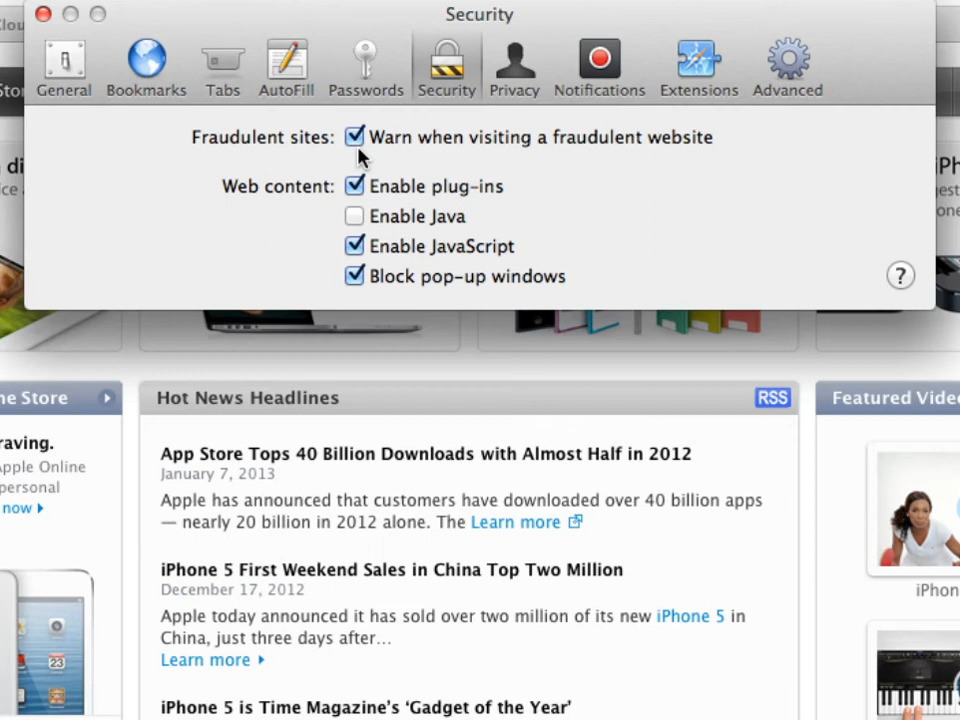 Security
General Bookmarks Tabs AutoFill Passwords Security Privacy Notifications Extensions Advanced
Fraudulent sites: Warn when visiting a fraudulent website
Web content: Enable plug-ins
Enable Java
Enable JavaScript
Block pop-up windows
?
ne Store
raving.
Apple Online
personal
now
Hot News Headlines RSS
App Store Tops 40 Billion Downloads with Almost Half in 2012
January 7, 2013
Apple has announced that customers have downloaded over 40 billion apps
— nearly 20 billion in 2012 alone. The Learn more
iPhone 5 First Weekend Sales in China Top Two Million
December 17, 2012
Apple today announced it has sold over two million of its new iPhone 5 in
China, just three days after...
Learn more
iPhone 5 is Time Magazine's ‘Gadget of the Year’
Featured Vide
iPhon